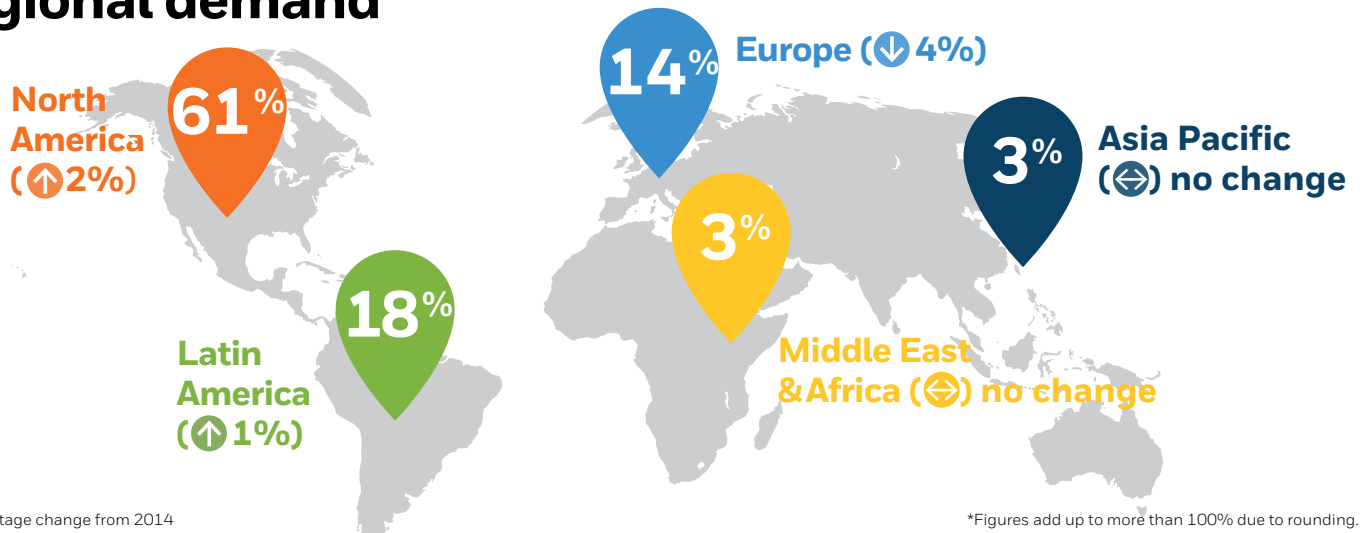 gional demand
North
America
(↑2%)
61%
14%
Europe (↓4%)
3%
Asia Pacific
(↔) no change
3%
Middle East
&Africa (↔) no change
18%
Latin
America
(↑1%)
tage change from 2014
*Figures add up to more than 100% due to rounding.